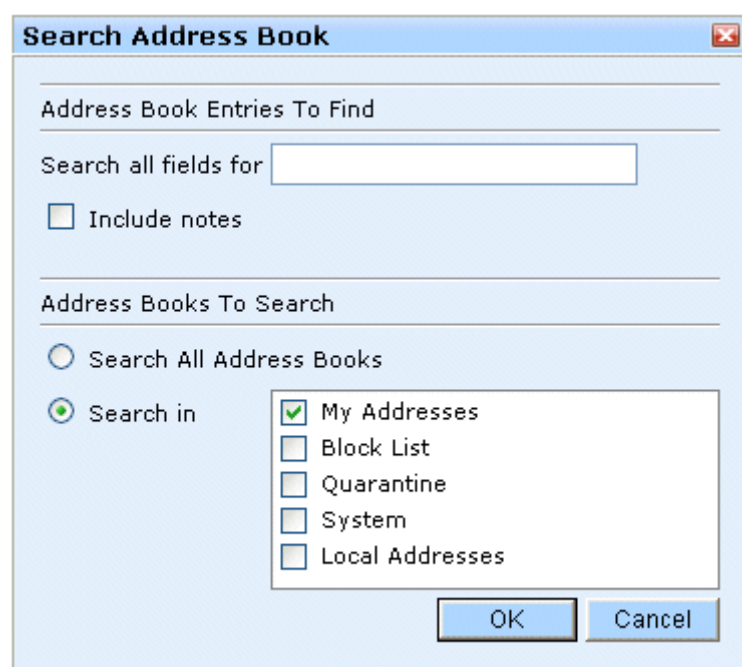 Search Address Book
Address Book Entries To Find
Search all fields for
Include notes
Address Books To Search
Search All Address Books
Search in
My Addresses
Block List
Quarantine
System
Local Addresses
OK
Cancel